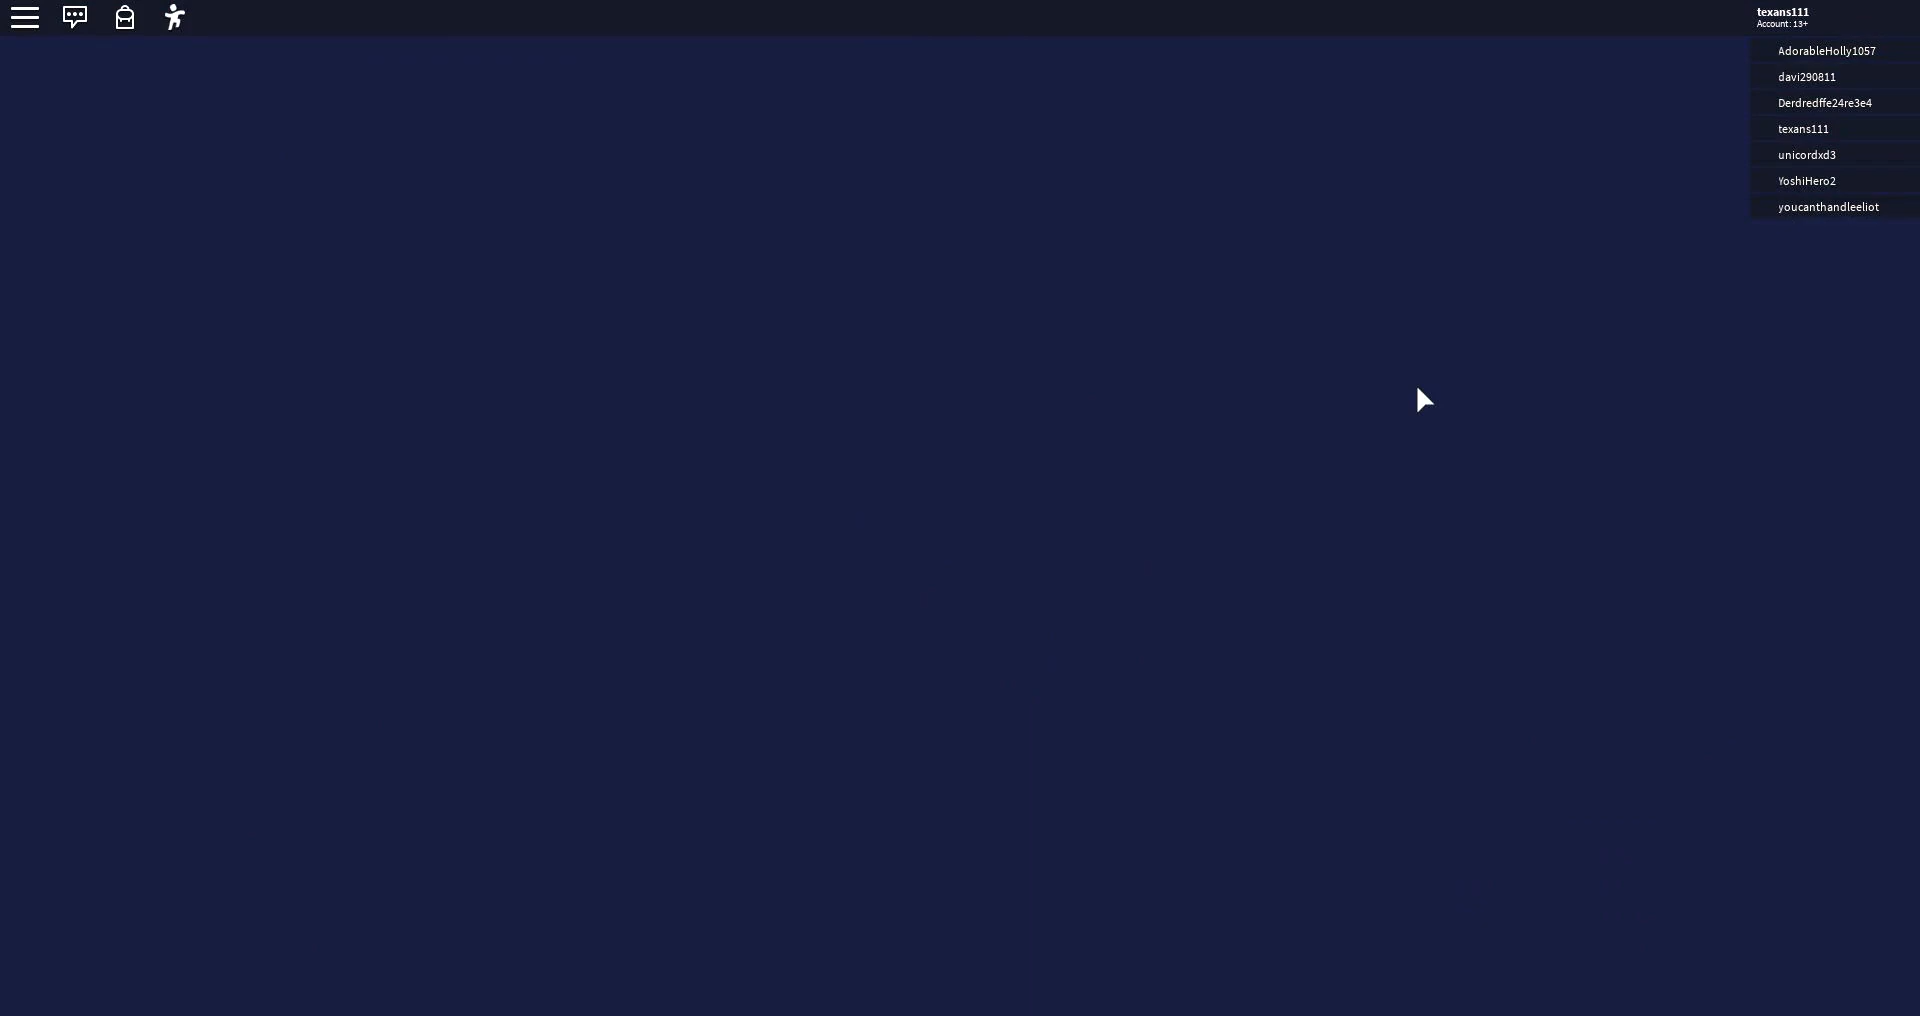 texans111
Account: 13+
AdorableHolly1057
davi290811
Derdredffe24re3e4
texans111
unicordxd3
YoshiHero2
youcanthandleeliot